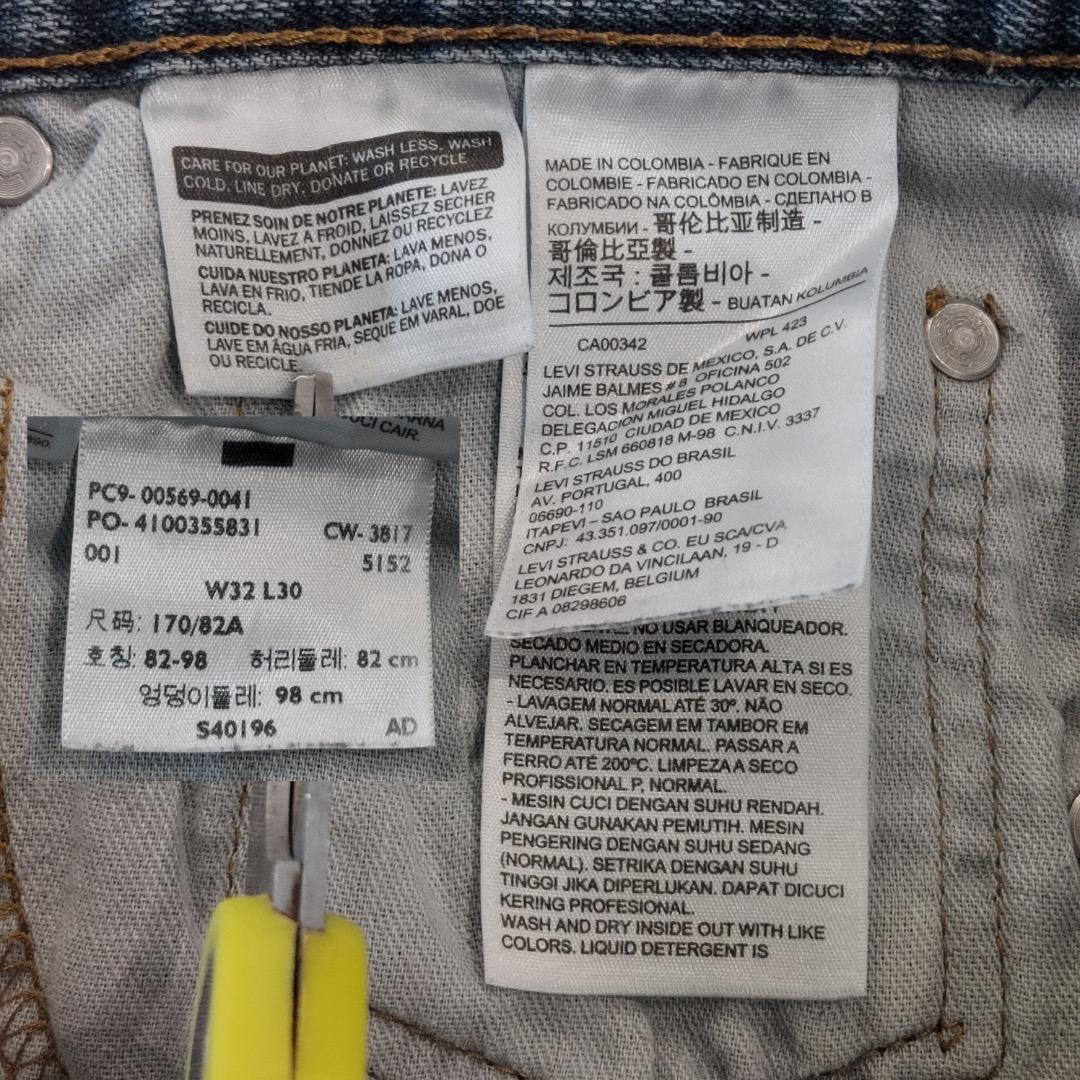 CARE FOR OUR PLANET: WASH LESS, WASH
COLD, LINE DRY, DONATE OR RECYCLE
PRENEZ SOIN DE NOTRE PLANETE: LAVEZ
MOINS, LAVEZ A FROID, LAISSEZ SECHER
NATURELLEMENT, DONNEZ OU RECYCLEZ
CUIDA NUESTRO PLANETA: LAVA MENOS,
LAVA EN FRIO, TIENDE LA ROPA, DONA O
RECICLA.
CUIDE DO NOSSO PLANETA: LAVE MENOS,
LAVE EM ÁGUA FRIA, SEQUE EM VARAL, DOE
OU RECICLE.
MADE IN COLOMBIA - FABRIQUE EN
COLOMBIE - FABRICADO EN COLOMBIA -
FABRICADO NA COLÔMBIA - СДЕЛАНО В
КОЛУМБИИ - 哥伦比亚制造 -
哥倫比亞製 -
제조국 : 콜롬비아 -
コロンビア製 - BUATAN KOLUMBIA
CA00342 WPL 423
LEVI STRAUSS DE MEXICO, S.A. DE C.V.
JAIME BALMES # 8 OFICINA 502
COL. LOS MORALES POLANCO
DELEGACION MIGUEL HIDALGO
C.P. 11510 CIUDAD DE MEXICO
R.F.C. LSM 660818 M-98 C.N.I.V. 3337
LEVI STRAUSS DO BRASIL
AV. PORTUGAL, 400
06690-110
ITAPEVI – SAO PAULO BRASIL
CNPJ: 43.351.097/0001-90
LEVI STRAUSS & CO. EU SCA/CVA
LEONARDO DA VINCILAAN, 19 - D
1831 DIEGEM, BELGIUM
CIF A 08298606
NO USAR BLANQUEADOR.
SECADO MEDIO EN SECADORA.
PLANCHAR EN TEMPERATURA ALTA SI ES
NECESARIO. ES POSIBLE LAVAR EN SECO.
- LAVAGEM NORMAL ATÉ 30º. NÃO
ALVEJAR. SECAGEM EM TAMBOR EM
TEMPERATURA NORMAL. PASSAR A
FERRO ATÉ 200ºC. LIMPEZA A SECO
PROFISSIONAL P, NORMAL.
- MESIN CUCI DENGAN SUHU RENDAH.
JANGAN GUNAKAN PEMUTIH. MESIN
PENGERING DENGAN SUHU SEDANG
(NORMAL). SETRIKA DENGAN SUHU
TINGGI JIKA DIPERLUKAN. DAPAT DICUCI
KERING PROFESIONAL.
WASH AND DRY INSIDE OUT WITH LIKE
COLORS. LIQUID DETERGENT IS
CUCI CAIR.
PC9- 00569-0041
PO- 4100355831 CW- 3817
001 5152
W32 L30
尺码: 170/82A
호칭: 82-98 허리둘레: 82 cm
엉덩이둘레: 98 cm
S40196 AD